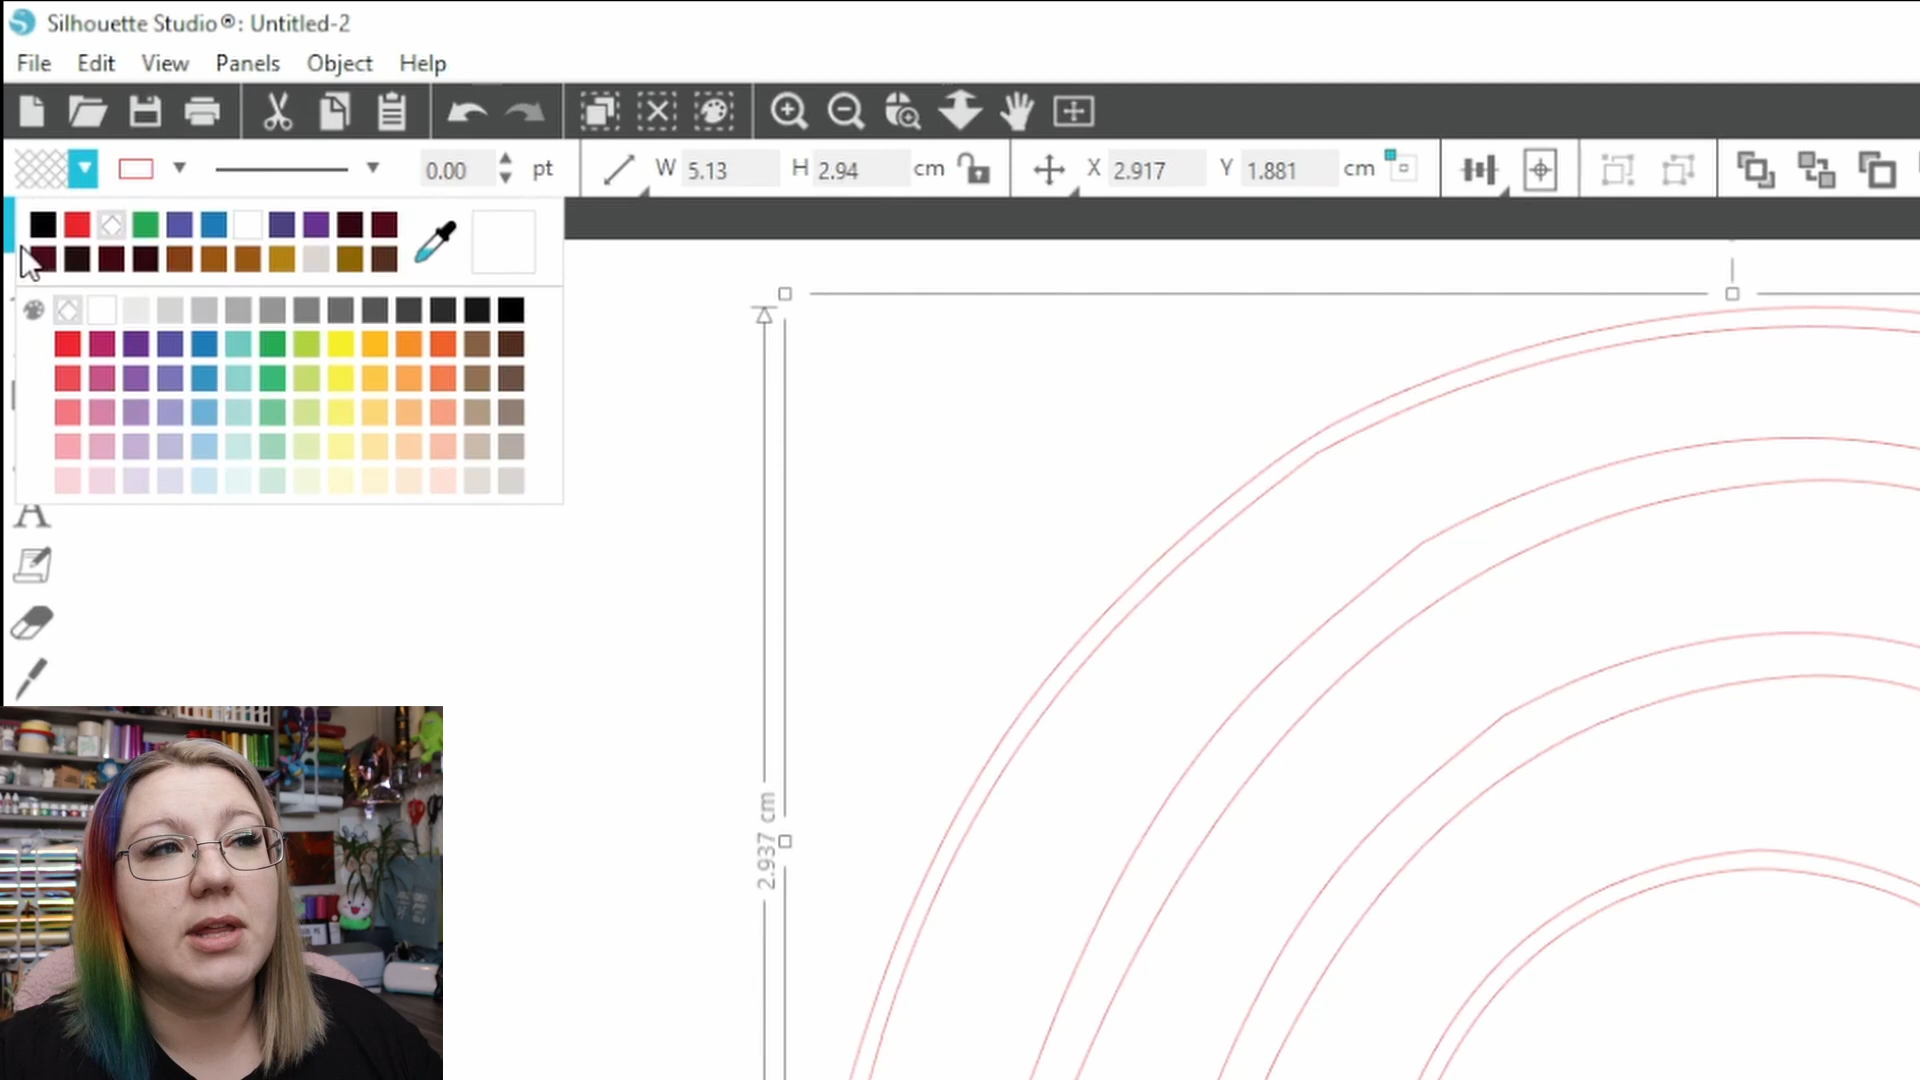 Silhouette Studio®: Untitled-2
File Edit View Panels Object Help
0.00 pt W 5.13 H 2.94 cm X 2.917 Y 1.881 cm
A
2.937 cm